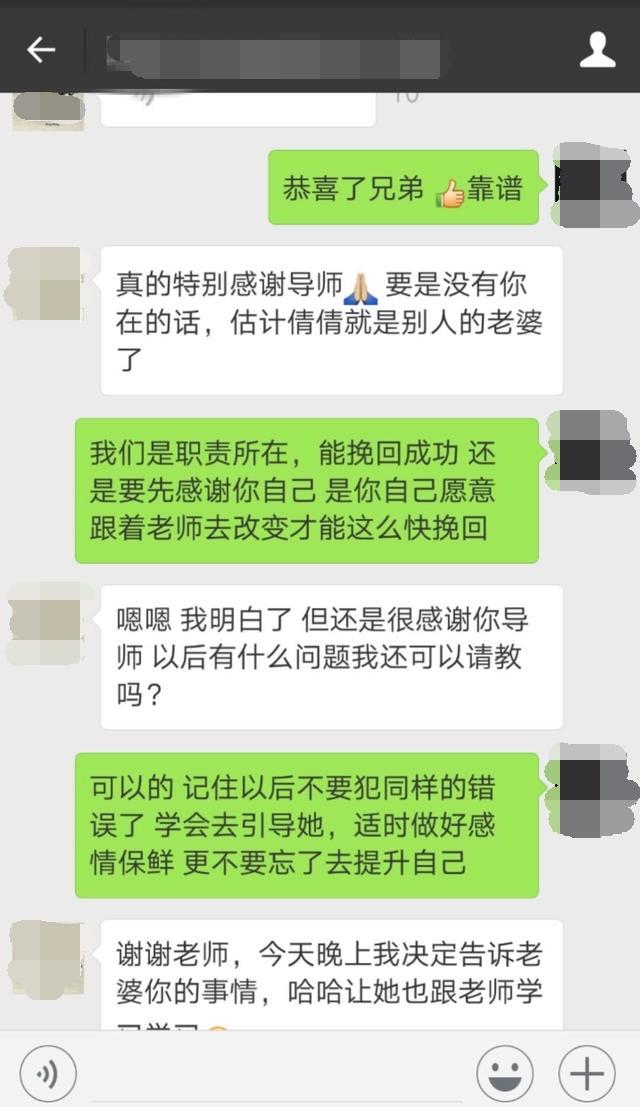 恭喜了兄弟 👍靠谱
真的特别感谢导师🙏 要是没有你
在的话，估计倩倩就是别人的老婆
了
我们是职责所在，能挽回成功 还
是要先感谢你自己 是你自己愿意
跟着老师去改变才能这么快挽回
嗯嗯 我明白了 但还是很感谢你导
师 以后有什么问题我还可以请教
吗？
可以的 记住以后不要犯同样的错
误了 学会去引导她，适时做好感
情保鲜 更不要忘了去提升自己
谢谢老师，今天晚上我决定告诉老
婆你的事情，哈哈让她也跟老师学